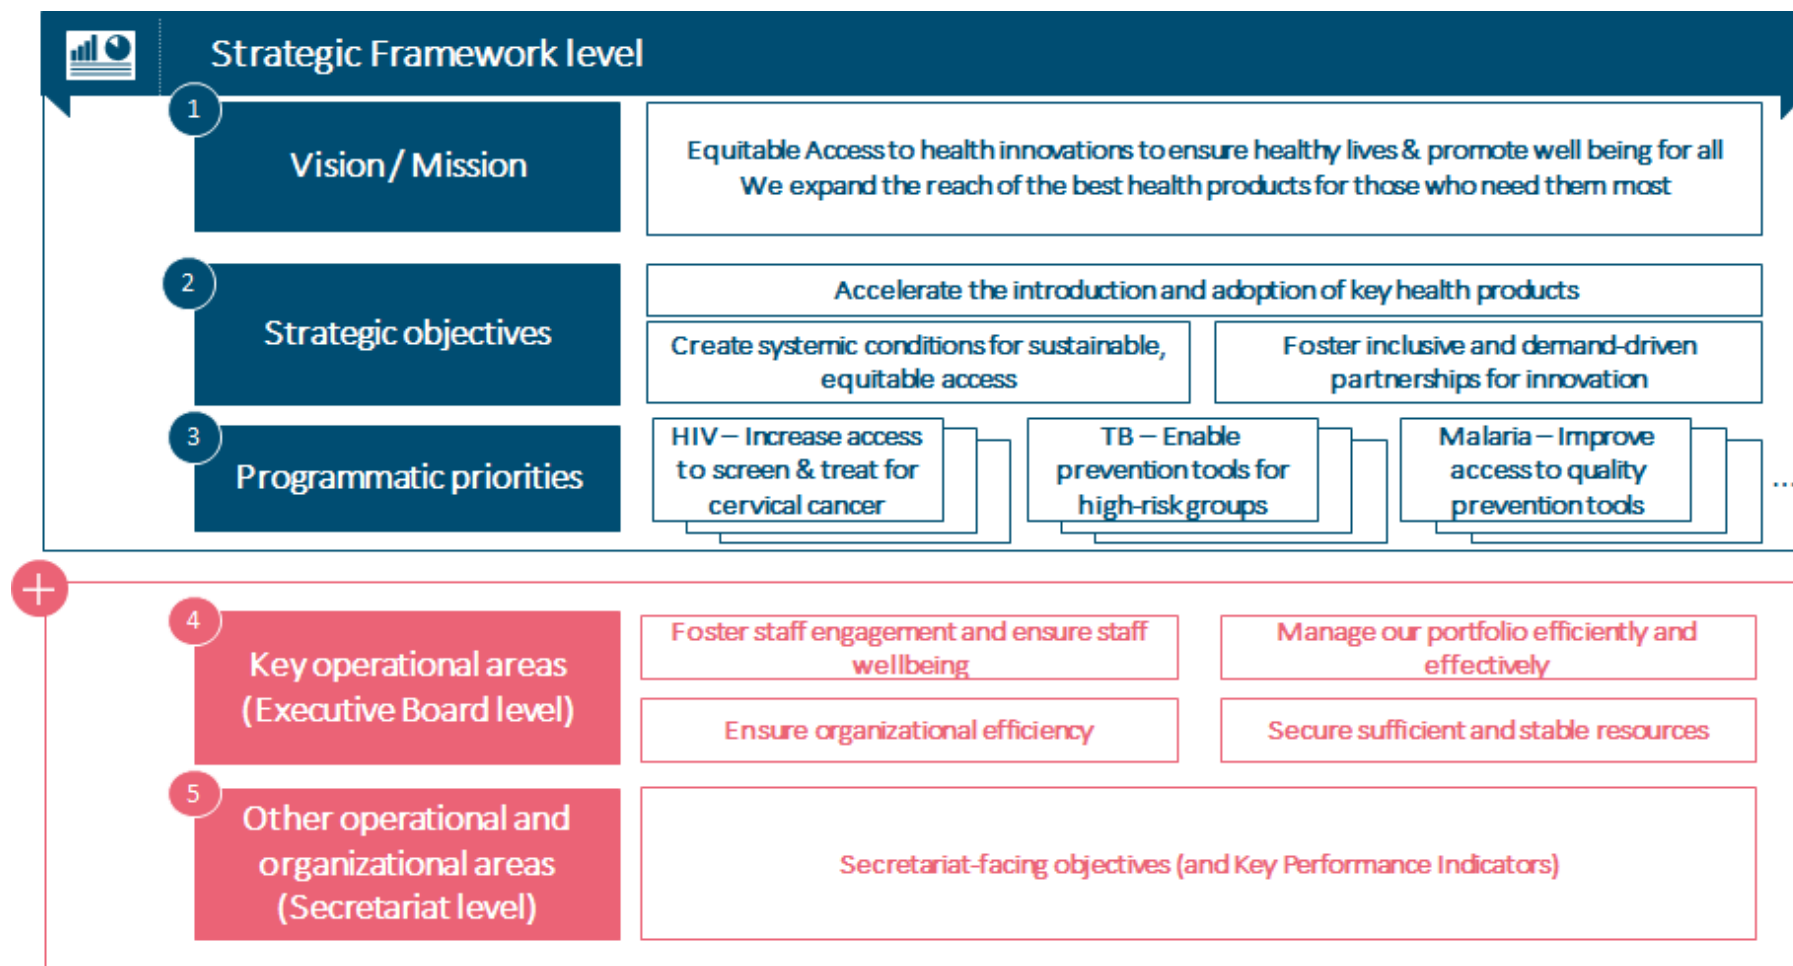 Strategic Framework level
1
Vision / Mission
Equitable Access to health innovations to ensure healthy lives & promote well being for all
We expand the reach of the best health products for those who need them most
2
Strategic objectives
Accelerate the introduction and adoption of key health products
Create systemic conditions for sustainable,
equitable access
Foster inclusive and demand-driven
partnerships for innovation
3
Programmatic priorities
HIV – Increase access
to screen & treat for
cervical cancer
TB – Enable
prevention tools for
high-risk groups
Malaria – Improve
access to quality
prevention tools
...
4
Key operational areas
(Executive Board level)
Foster staff engagement and ensure staff
wellbeing
Manage our portfolio efficiently and
effectively
Ensure organizational efficiency
Secure sufficient and stable resources
5
Other operational and
organizational areas
(Secretariat level)
Secretariat-facing objectives (and Key Performance Indicators)